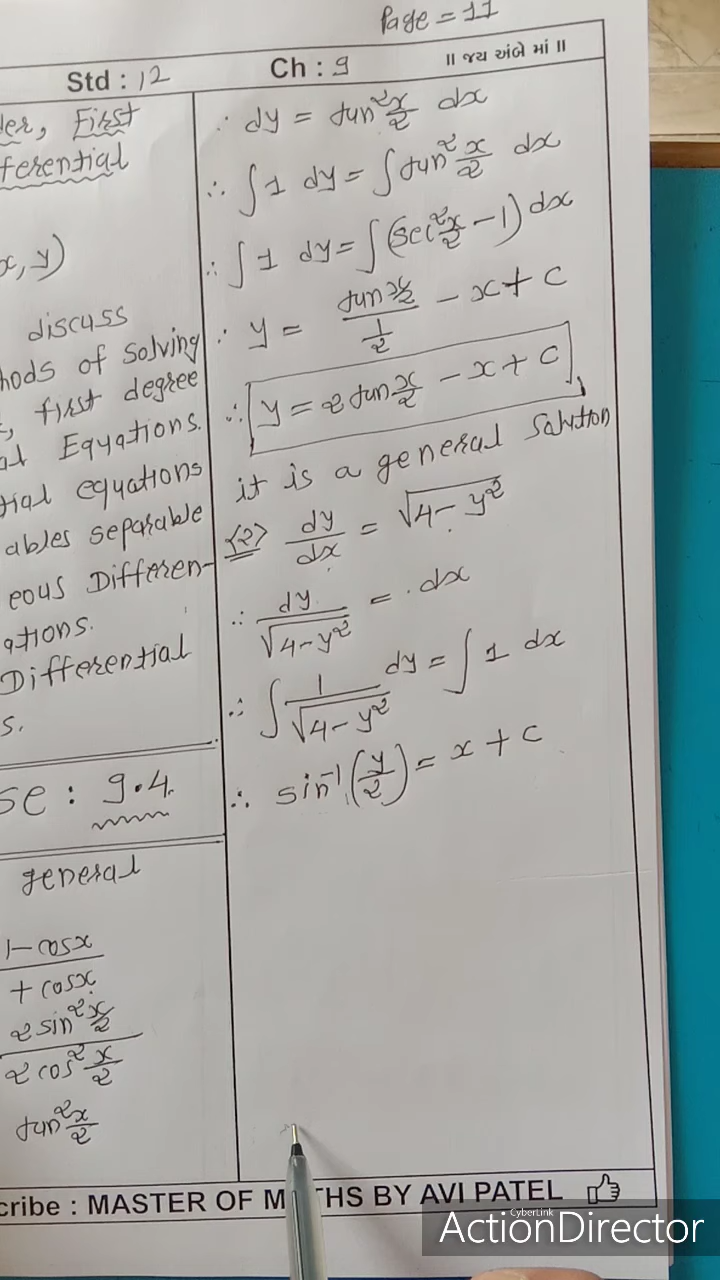 Page = 11
Std : 12 Ch : 9 ॥ જય અંબે માં ॥
First
ferential
x, y)
discuss
hods of solving
, first degree
al Equations.
tial equations
ables separable
eous Differen-
ations.
Differential
s.
se : 9.4.
general
1 - cosx
+ cosx
2 sin² x/2
2 cos² x/2
tan² x/2
∴ dy = tan² x/2 dx
∴ ∫ 1 dy = ∫ tan² x/2 dx
∴ ∫ 1 dy = ∫ (sec² x/2 - 1) dx
∴ y = tan x/2 / 1/2 - x + c
∴ y = 2 tan x/2 - x + c
it is a general solution
(2) dy/dx = √4 - y²
∴ dy/√4-y² = dx
∴ ∫ 1/√4-y² dy = ∫ 1 dx
∴ sin⁻¹ (y/2) = x + c
cribe : MASTER OF M THS BY AVI PATEL
CyberLink
ActionDirector